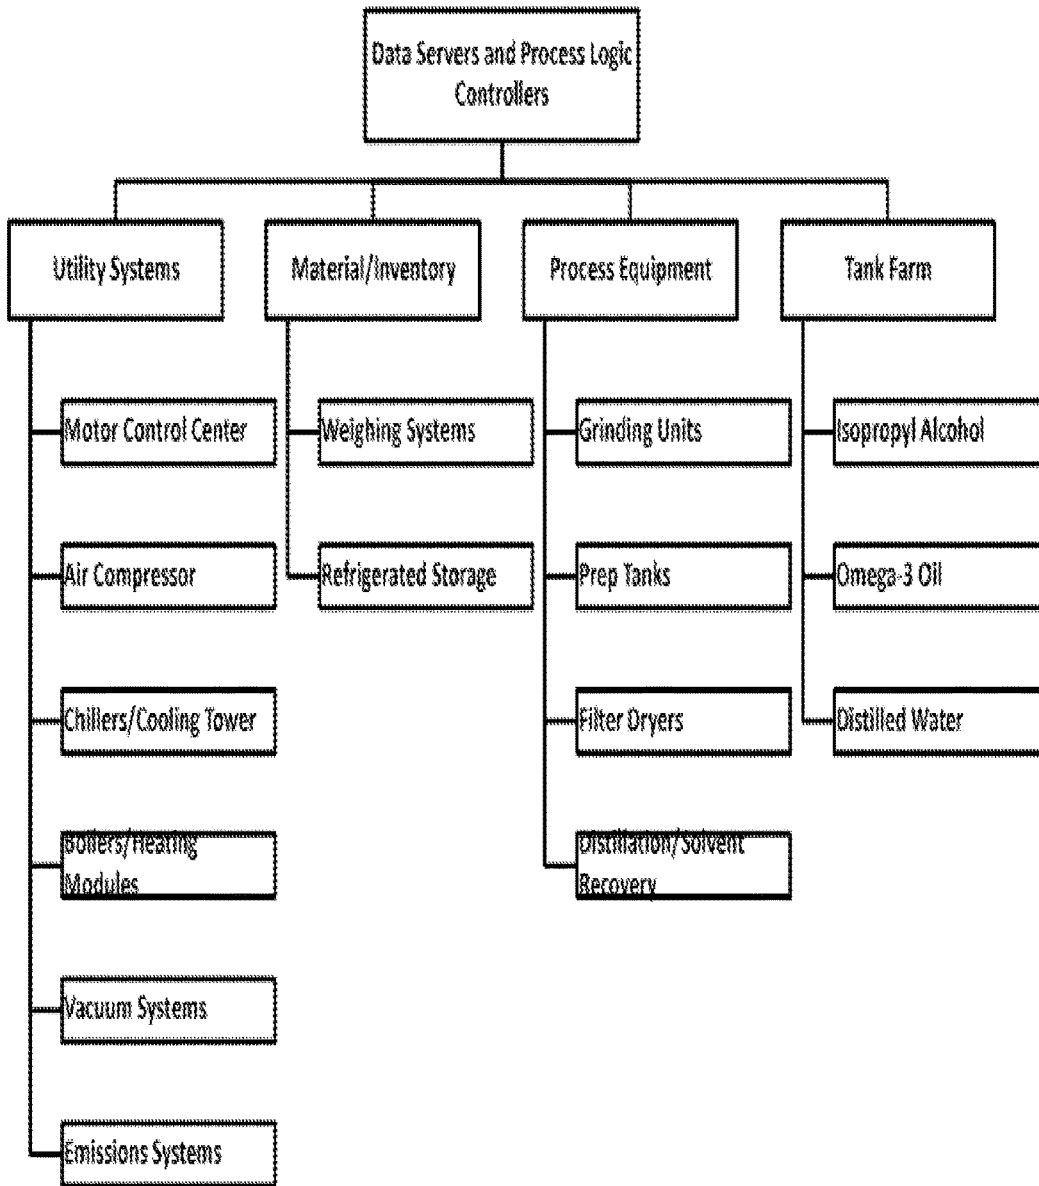 Data Servers and Process Logic
Controllers
Utility Systems
Material/Inventory
Process Equipment
Tank Farm
Motor Control Center
Air Compressor
Chillers/Cooling Tower
Boilers/Heating
Modules
Vacuum Systems
Emissions Systems
Weighing Systems
Refrigerated Storage
Grinding Units
Prep Tanks
Filter Dryers
Distillation/Solvent
Recovery
Isopropyl Alcohol
Omega-3 Oil
Distilled Water